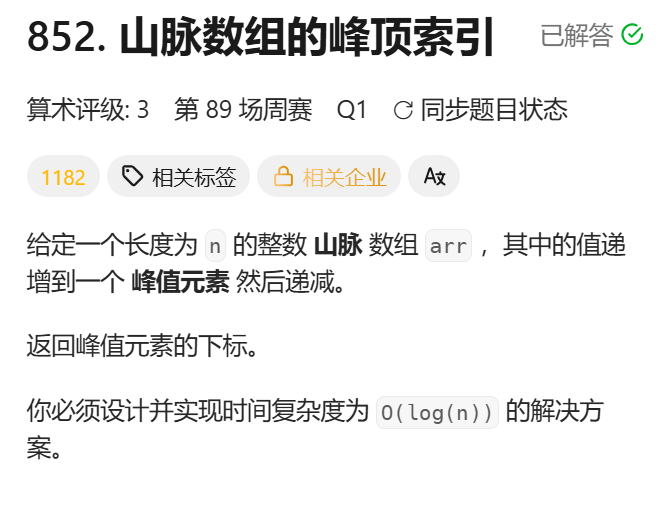 852. 山脉数组的峰顶索引 已解答
算术评级: 3 第 89 场周赛 Q1 同步题目状态
1182 相关标签 相关企业 A文
给定一个长度为 n 的整数 山脉 数组 arr ，其中的值递
增到一个 峰值元素 然后递减。
返回峰值元素的下标。
你必须设计并实现时间复杂度为 O(log(n)) 的解决方
案。